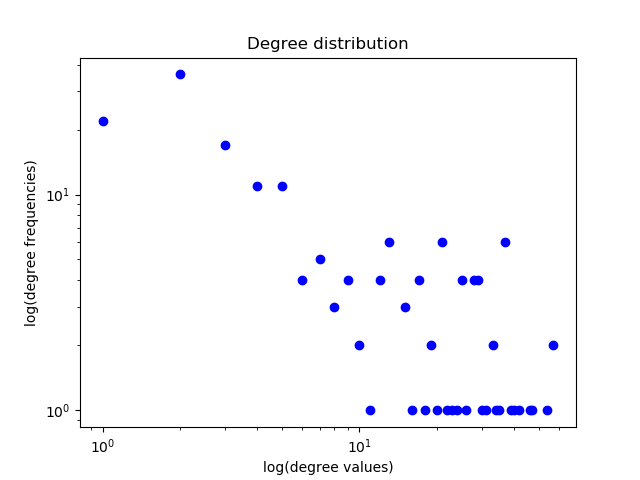 Degree distribution
log(degree frequencies)
10¹
10⁰
10⁰
10¹
log(degree values)